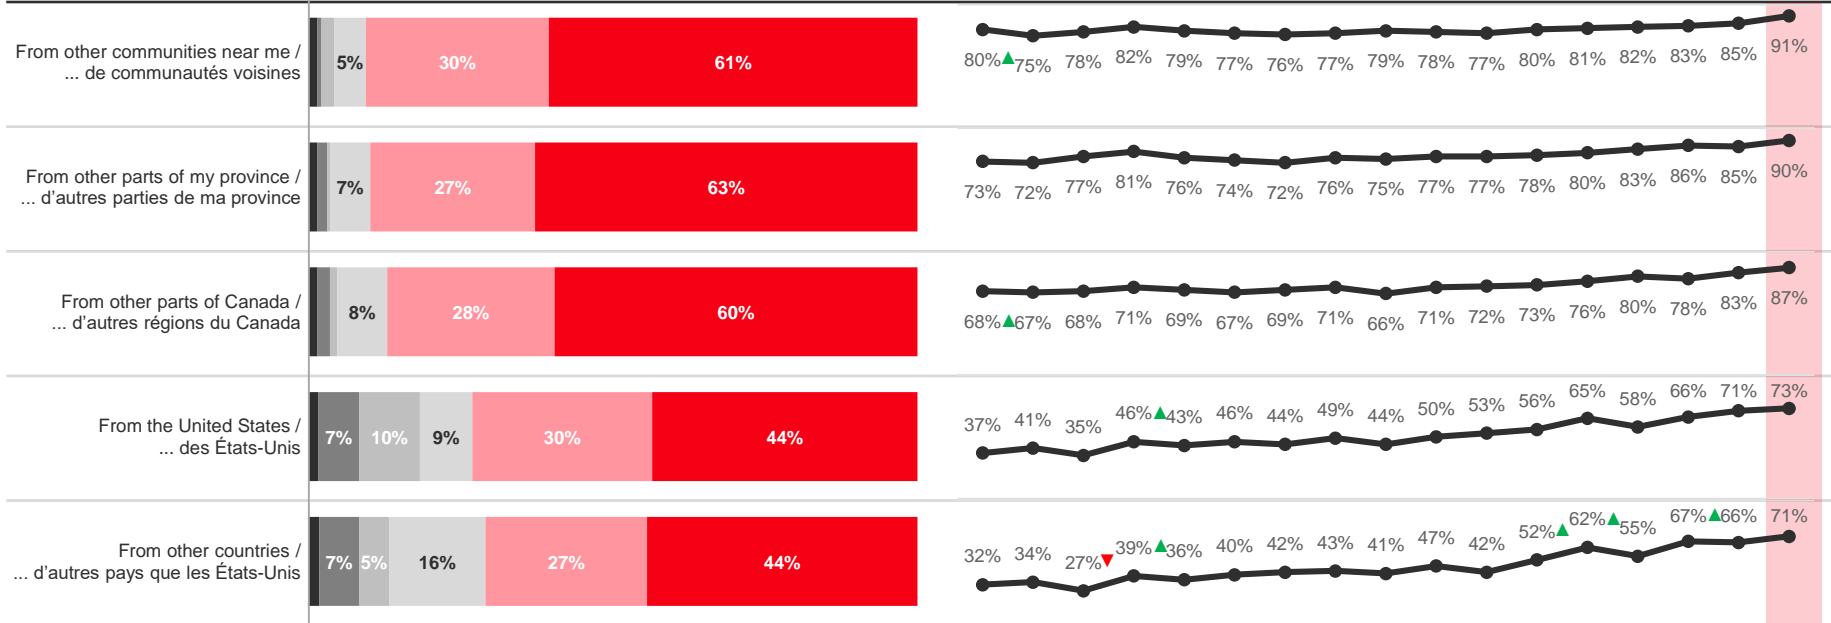 From other communities near me /
... de communautés voisines
5% 30% 61%
80% 75% 78% 82% 79% 77% 76% 77% 79% 78% 77% 80% 81% 82% 83% 85% 91%
From other parts of my province /
... d'autres parties de ma province
7% 27% 63%
73% 72% 77% 81% 76% 74% 72% 76% 75% 77% 77% 78% 80% 83% 86% 85% 90%
From other parts of Canada /
... d'autres régions du Canada
8% 28% 60%
68% 67% 68% 71% 69% 67% 69% 71% 66% 71% 72% 73% 76% 80% 78% 83% 87%
From the United States /
... des États-Unis
7% 10% 9% 30% 44%
37% 41% 35% 46% 43% 46% 44% 49% 44% 50% 53% 56% 65% 58% 66% 71% 73%
From other countries /
... d'autres pays que les États-Unis
7% 5% 16% 27% 44%
32% 34% 27% 39% 36% 40% 42% 43% 41% 47% 42% 52% 62% 55% 67% 66% 71%